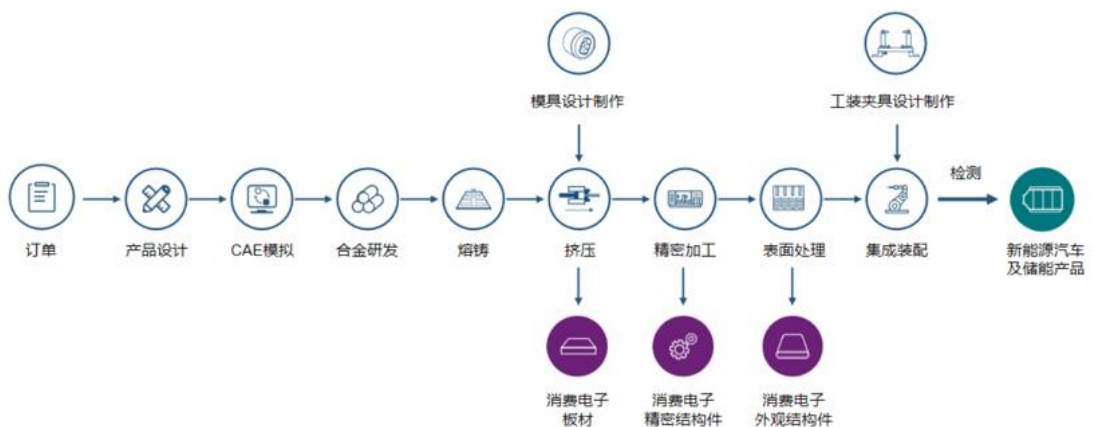 模具设计制作
工装夹具设计制作
检测
订单
产品设计
CAE模拟
合金研发
熔铸
挤压
精密加工
表面处理
集成装配
新能源汽车
及储能产品
消费电子
板材
消费电子
精密结构件
消费电子
外观结构件